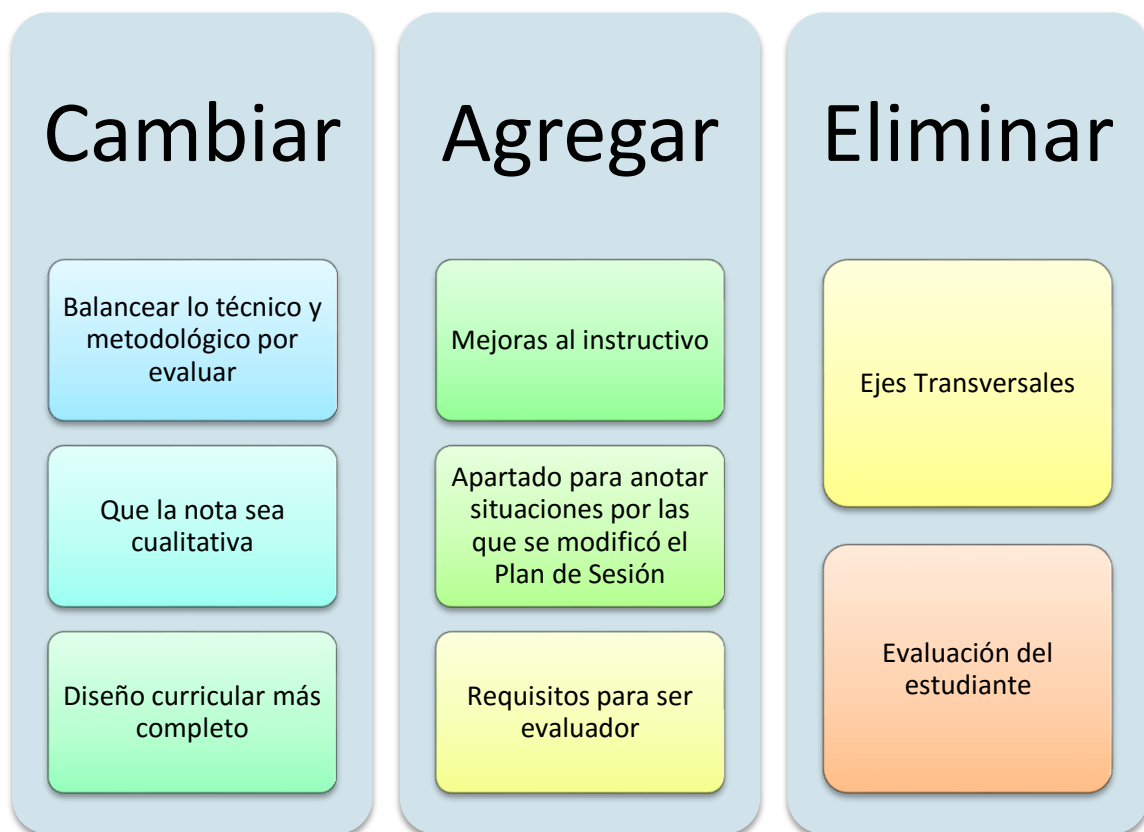 Cambiar
Balancear lo técnico y
metodológico por
evaluar
Que la nota sea
cualitativa
Diseño curricular más
completo
Agregar
Mejoras al instructivo
Apartado para anotar
situaciones por las
que se modificó el
Plan de Sesión
Requisitos para ser
evaluador
Eliminar
Ejes Transversales
Evaluación del
estudiante